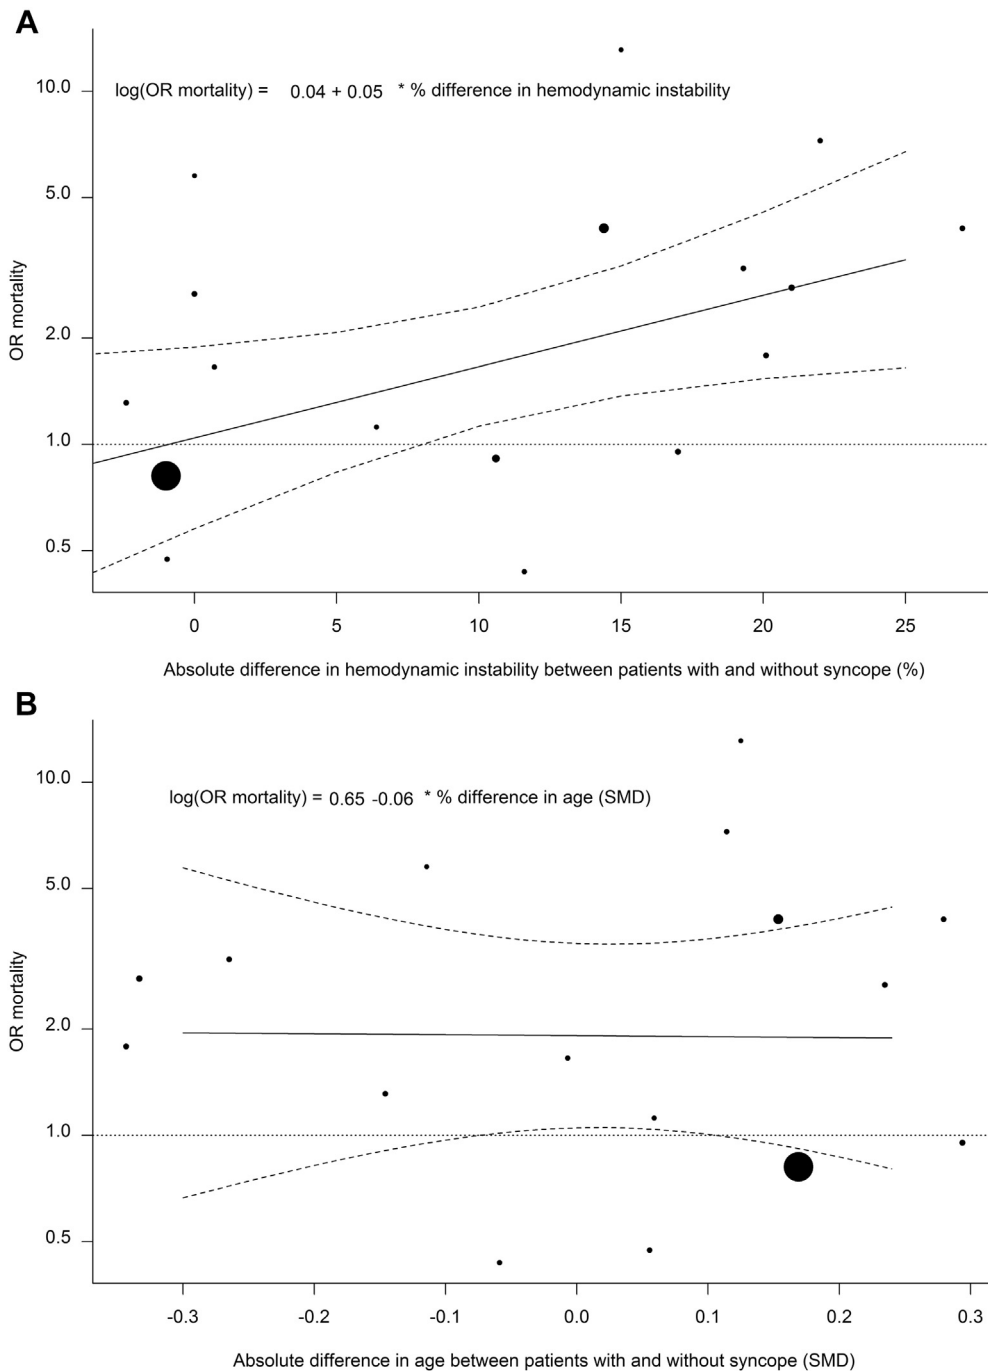 A
10.0
log(OR mortality) = 0.04 + 0.05 * % difference in hemodynamic instability
5.0
OR mortality
2.0
1.0
0.5
0 5 10 15 20 25
Absolute difference in hemodynamic instability between patients with and without syncope (%)
B
10.0
log(OR mortality) = 0.65 -0.06 * % difference in age (SMD)
5.0
OR mortality
2.0
1.0
0.5
-0.3 -0.2 -0.1 0.0 0.1 0.2 0.3
Absolute difference in age between patients with and without syncope (SMD)